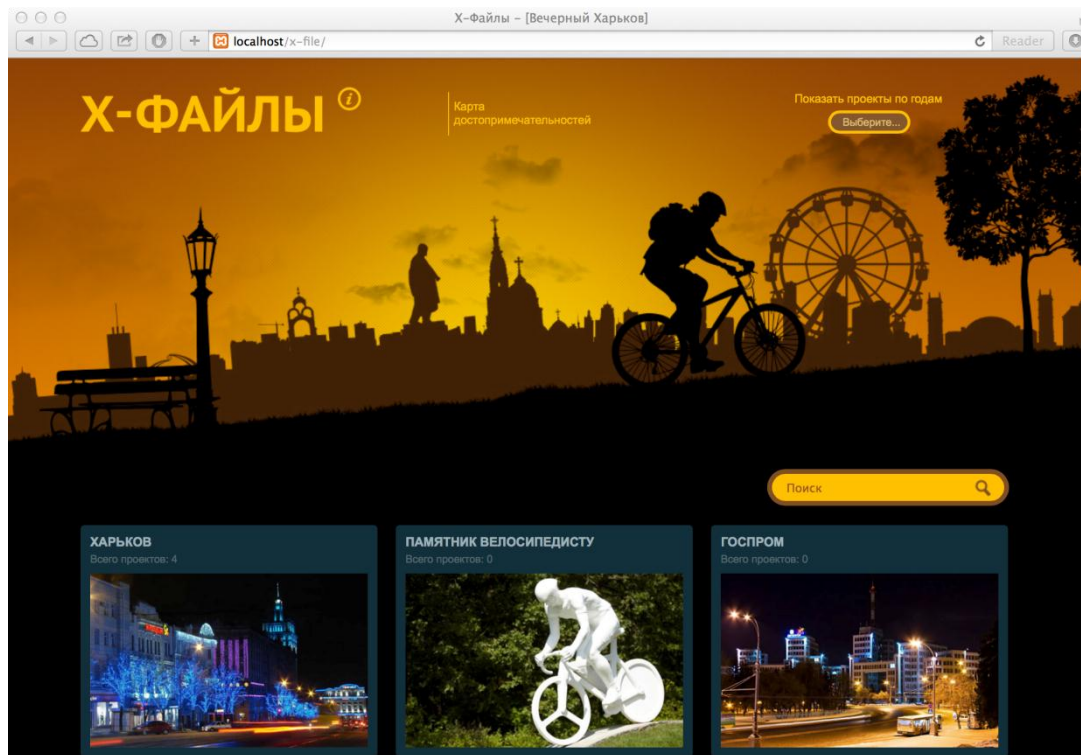 Х-Файлы – [Вечерний Харьков]
localhost/x-file/
Reader
Х-ФАЙЛЫ i
Карта
достопримечательностей
Показать проекты по годам
Выберите...
Поиск
ХАРЬКОВ
Всего проектов: 4
ПАМЯТНИК ВЕЛОСИПЕДИСТУ
Всего проектов: 0
ГОСПРОМ
Всего проектов: 0